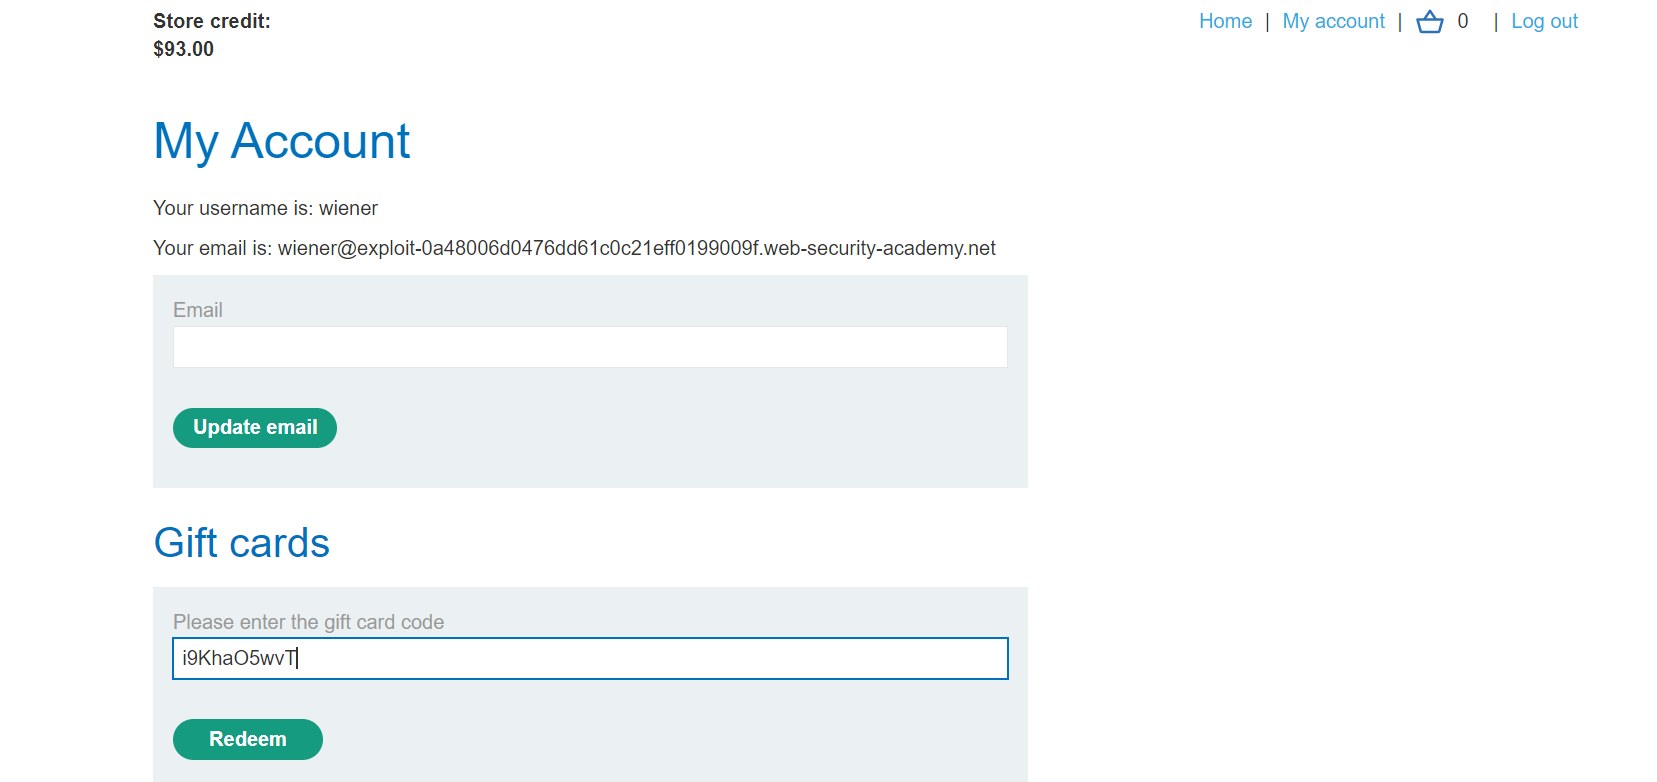 Store credit:
$93.00
Home | My account | 0 | Log out
My Account
Your username is: wiener
Your email is: wiener@exploit-0a48006d0476dd61c0c21eff0199009f.web-security-academy.net
Email
Update email
Gift cards
Please enter the gift card code
i9KhaO5wvT
Redeem